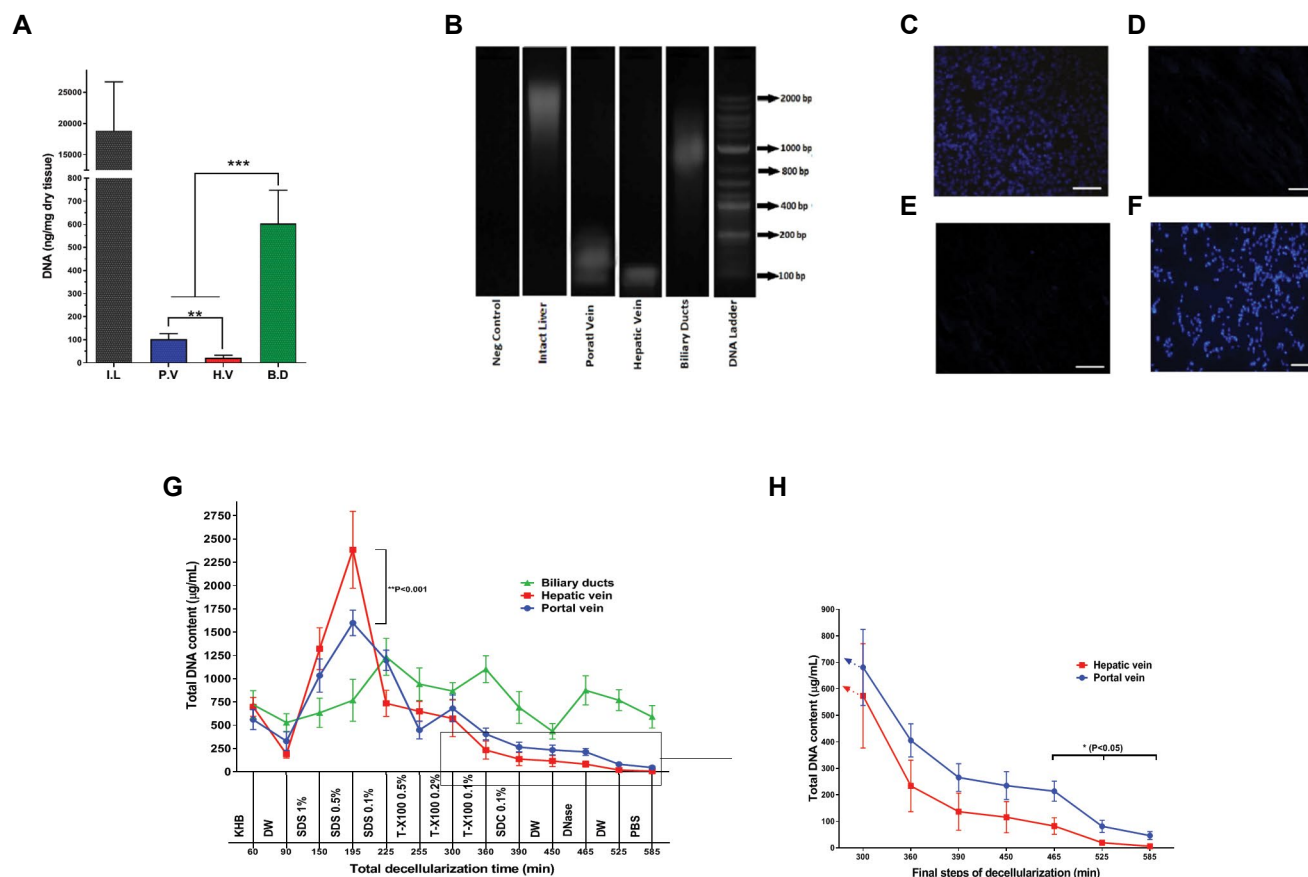 A
DNA (ng/mg dry tissue)
25000
20000
15000
800
700
600
500
400
300
200
100
0
***
**
I.L P.V H.V B.D
B
2000 bp
1000 bp
800 bp
400 bp
200 bp
100 bp
Neg Control
Intact Liver
Poratl Vein
Hepatic Vein
Biliary Ducts
DNA Ladder
C
D
E
F
G
Total DNA content (µg/mL)
2750
2500
2250
2000
1750
1500
1250
1000
750
500
250
0
**P<0.001
Biliary ducts
Hepatic vein
Portal vein
KHB
DW
SDS 1%
SDS 0.5%
SDS 0.1%
T-X100 0.5%
T-X100 0.2%
T-X100 0.1%
SDC 0.1%
DW
DNase
DW
PBS
60 90 150 195 225 255 300 360 390 450 465 525 585
Total decellularization time (min)
H
Total DNA content (µg/mL)
900
800
700
600
500
400
300
200
100
0
Hepatic vein
Portal vein
* (P<0.05)
300 360 390 450 465 525 585
Final steps of decellularization (min)